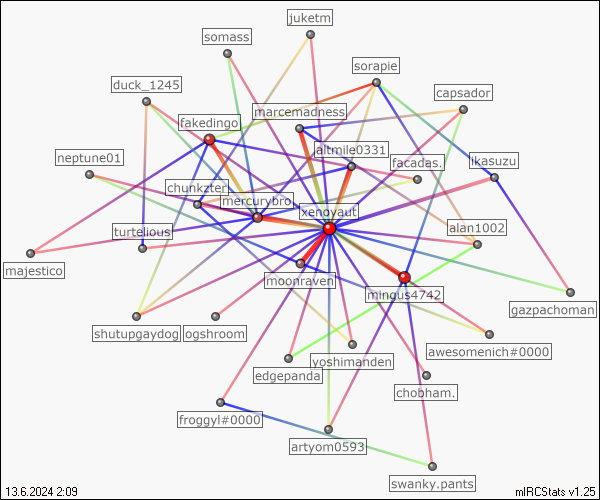 juketm
somass
sorapie
duck_1245
capsador
marcemadness
fakedingo
altmile0331
neptune01
facadas.
ikasuzu
chunkzter
mercurybro
xenoyaut
turtelious
alan1002
majestico
moonraven
mingus4742
gazpachoman
shutupgaydog
ogshroom
awesomenich#0000
yoshimanden
edgepanda
chobham.
froggyl#0000
artyom0593
swanky.pants
13.6.2024 2:09
mIRCStats v1.25